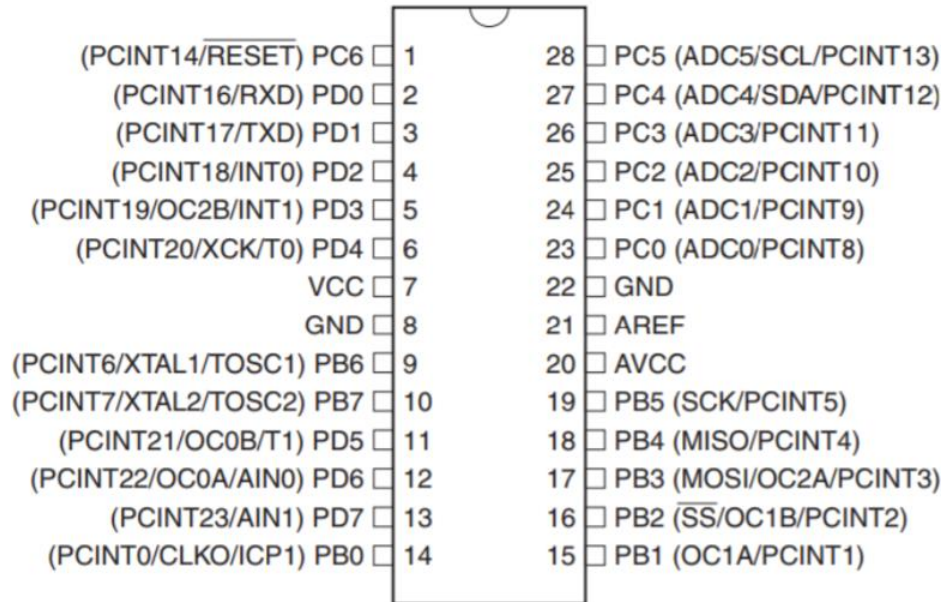 (PCINT14/RESET) PC6 1 28 PC5 (ADC5/SCL/PCINT13)
(PCINT16/RXD) PD0 2 27 PC4 (ADC4/SDA/PCINT12)
(PCINT17/TXD) PD1 3 26 PC3 (ADC3/PCINT11)
(PCINT18/INT0) PD2 4 25 PC2 (ADC2/PCINT10)
(PCINT19/OC2B/INT1) PD3 5 24 PC1 (ADC1/PCINT9)
(PCINT20/XCK/T0) PD4 6 23 PC0 (ADC0/PCINT8)
VCC 7 22 GND
GND 8 21 AREF
(PCINT6/XTAL1/TOSC1) PB6 9 20 AVCC
(PCINT7/XTAL2/TOSC2) PB7 10 19 PB5 (SCK/PCINT5)
(PCINT21/OC0B/T1) PD5 11 18 PB4 (MISO/PCINT4)
(PCINT22/OC0A/AIN0) PD6 12 17 PB3 (MOSI/OC2A/PCINT3)
(PCINT23/AIN1) PD7 13 16 PB2 (SS/OC1B/PCINT2)
(PCINT0/CLKO/ICP1) PB0 14 15 PB1 (OC1A/PCINT1)